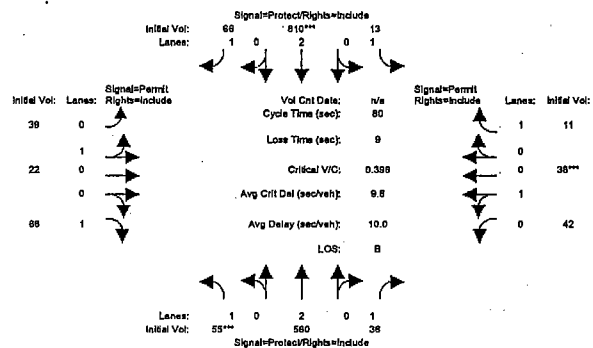 Signal=Protect/Rights=Include
Initial Vol: 66 810*** 13
Lanes: 1 0 2 0 1
Signal=Permit
Rights=Include
Initial Vol: Lanes:
Vol Cnt Date: n/a
Cycle Time (sec): 80
Signal=Permit
Rights=Include
Lanes: Initial Vol:
39 0
1 11
Loss Time (sec): 9
1
0
22 0
Critical V/C: 0.396
0 38***
0
Avg Crit Del (sec/veh): 9.8
1
66 1
Avg Delay (sec/veh): 10.0
0 42
LOS: B
Lanes: 1 0 2 0 1
Initial Vol: 55*** 560 36
Signal=Protect/Rights=Include